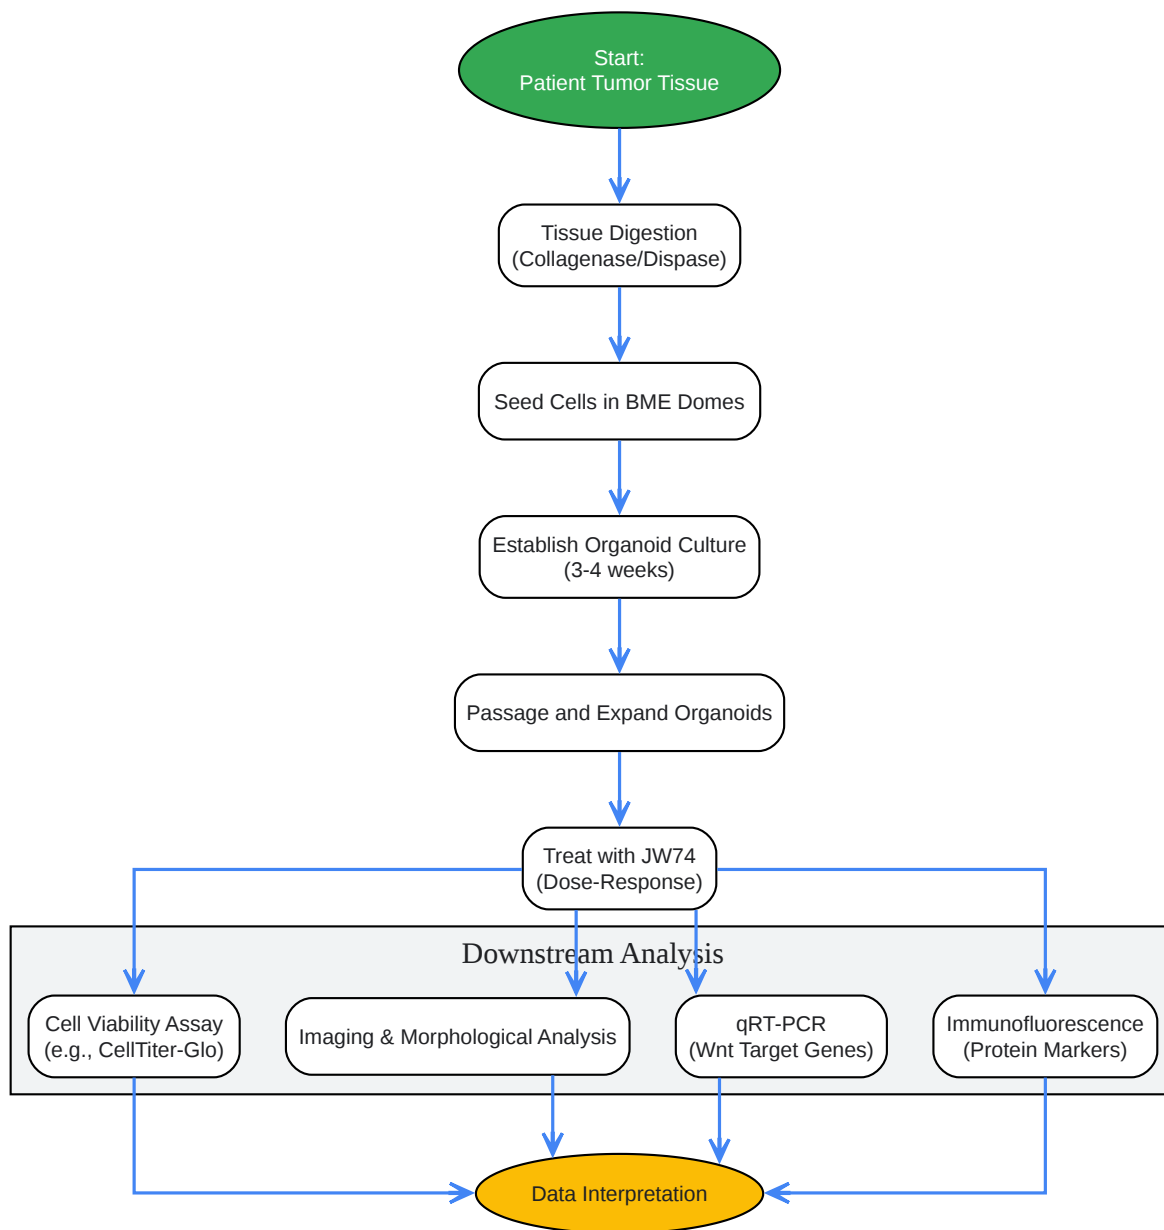 Start:
Patient Tumor Tissue
Tissue Digestion
(Collagenase/Dispase)
Seed Cells in BME Domes
Establish Organoid Culture
(3-4 weeks)
Passage and Expand Organoids
Treat with JW74
(Dose-Response)
Downstream Analysis
Cell Viability Assay
(e.g., CellTiter-Glo)
Imaging & Morphological Analysis
qRT-PCR
(Wnt Target Genes)
Immunofluorescence
(Protein Markers)
Data Interpretation